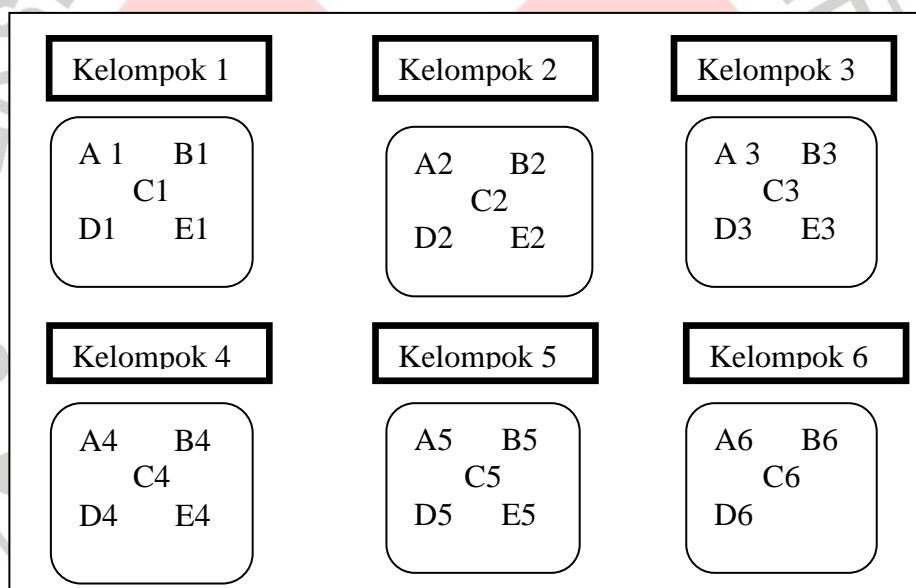 Kelompok 1
Kelompok 2
Kelompok 3
A 1 B1
C1
D1 E1
A2 B2
C2
D2 E2
A 3 B3
C3
D3 E3
Kelompok 4
Kelompok 5
Kelompok 6
A4 B4
C4
D4 E4
A5 B5
C5
D5 E5
A6 B6
C6
D6